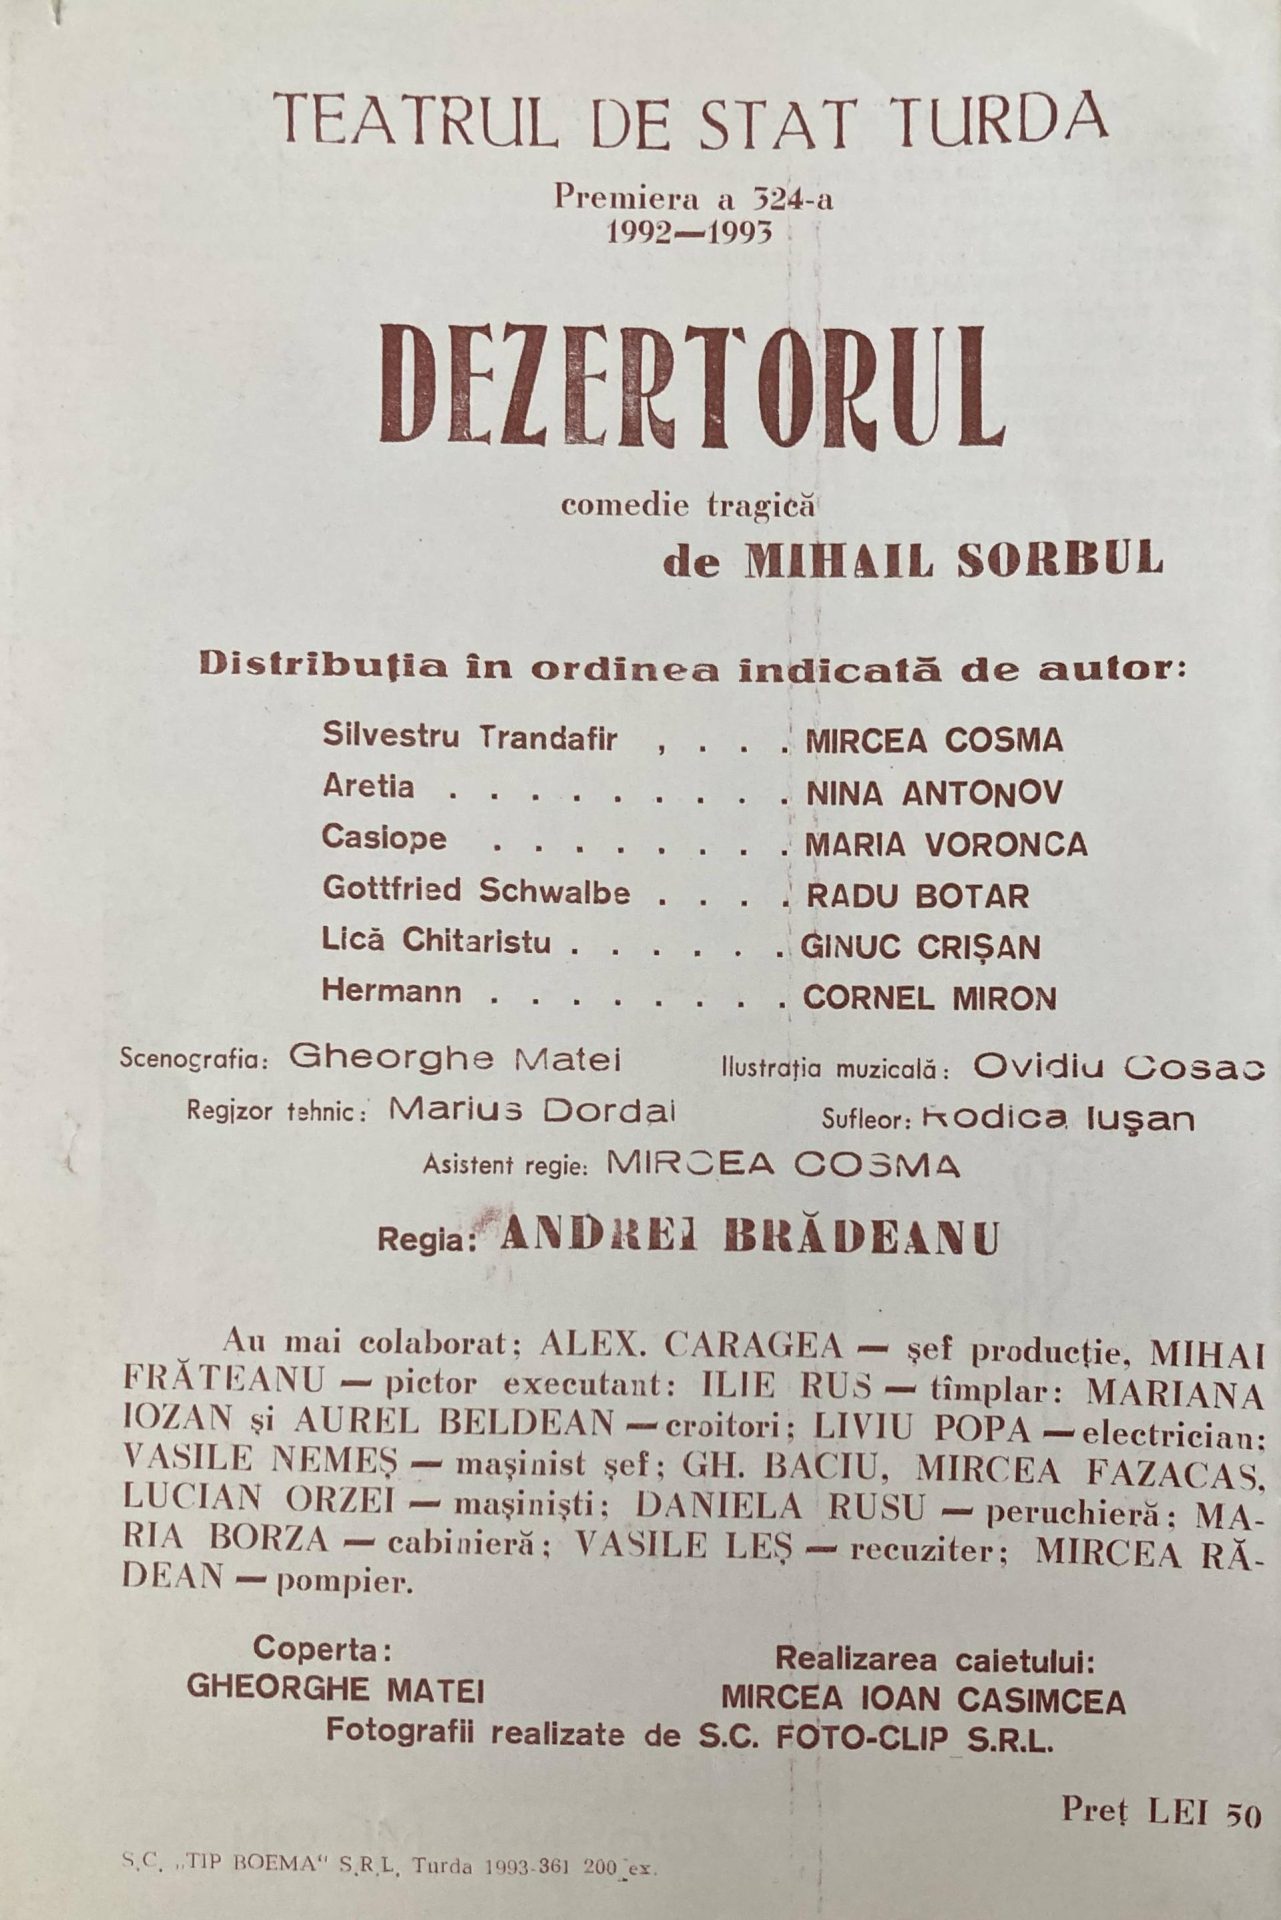 TEATRUL DE STAT TURDA
Premiera a 324-a
1992—1993
DEZERTORUL
comedie tragică
de MIHAIL SORBUL
Distribuția în ordinea indicată de autor:
Silvestru Trandafir , . . . MIRCEA COSMA
Aretia . . . . . . . . . NINA ANTONOV
Casiope . . . . . . . . MARIA VORONCA
Gottfried Schwalbe . . . . RADU BOTAR
Lică Chitaristu . . . . . . GINUC CRIȘAN
Hermann . . . . . . . . CORNEL MIRON
Scenografia: Gheorghe Matei Ilustrația muzicală: Ovidiu Cosac
Regizor tehnic: Marius Dordai Sufleor: Rodica Iușan
Asistent regie: MIRCEA COSMA
Regia: ANDREI BRĂDEANU
Au mai colaborat; ALEX. CARAGEA — șef producție, MIHAI
FRĂTEANU — pictor executant: ILIE RUS — tîmplar: MARIANA
IOZAN și AUREL BELDEAN — croitori; LIVIU POPA — electrician;
VASILE NEMEȘ — mașinist șef; GH. BACIU, MIRCEA FAZACAS,
LUCIAN ORZEI — mașiniști; DANIELA RUSU — peruchieră; MA-
RIA BORZA — cabinieră; VASILE LEȘ — recuziter; MIRCEA RĂ-
DEAN — pompier.
Coperta: Realizarea caietului:
GHEORGHE MATEI MIRCEA IOAN CASIMCEA
Fotografii realizate de S.C. FOTO-CLIP S.R.L.
Preț LEI 50
S.C. „TIP BOEMA" S.R.L. Turda 1993-361 200 ex.